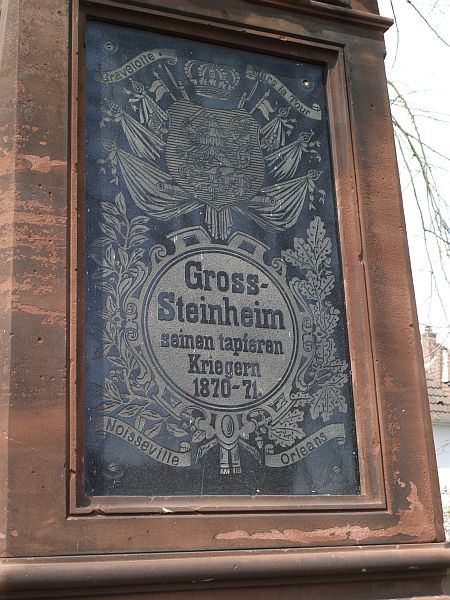 Gravelotte
Mars la Tour
Gross-
Steinheim
seinen tapferen
Kriegern
1870-71.
Noisseville
Orleans